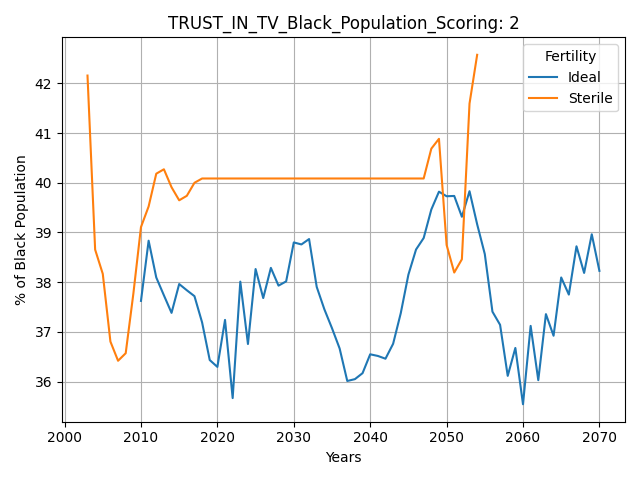 TRUST_IN_TV_Black_Population_Scoring: 2
Fertility
Ideal
Sterile
% of Black Population
42
41
40
39
38
37
36
2000
2010
2020
2030
2040
2050
2060
2070
Years